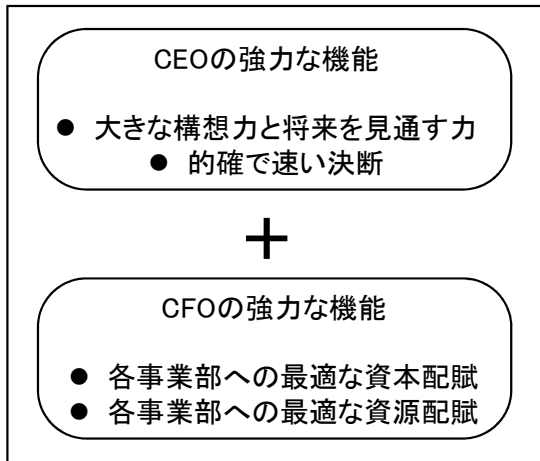 CEOの強力な機能
● 大きな構想力と将来を見通す力
● 的確で速い決断
＋
CFOの強力な機能
● 各事業部への最適な資本配賦
● 各事業部への最適な資源配賦